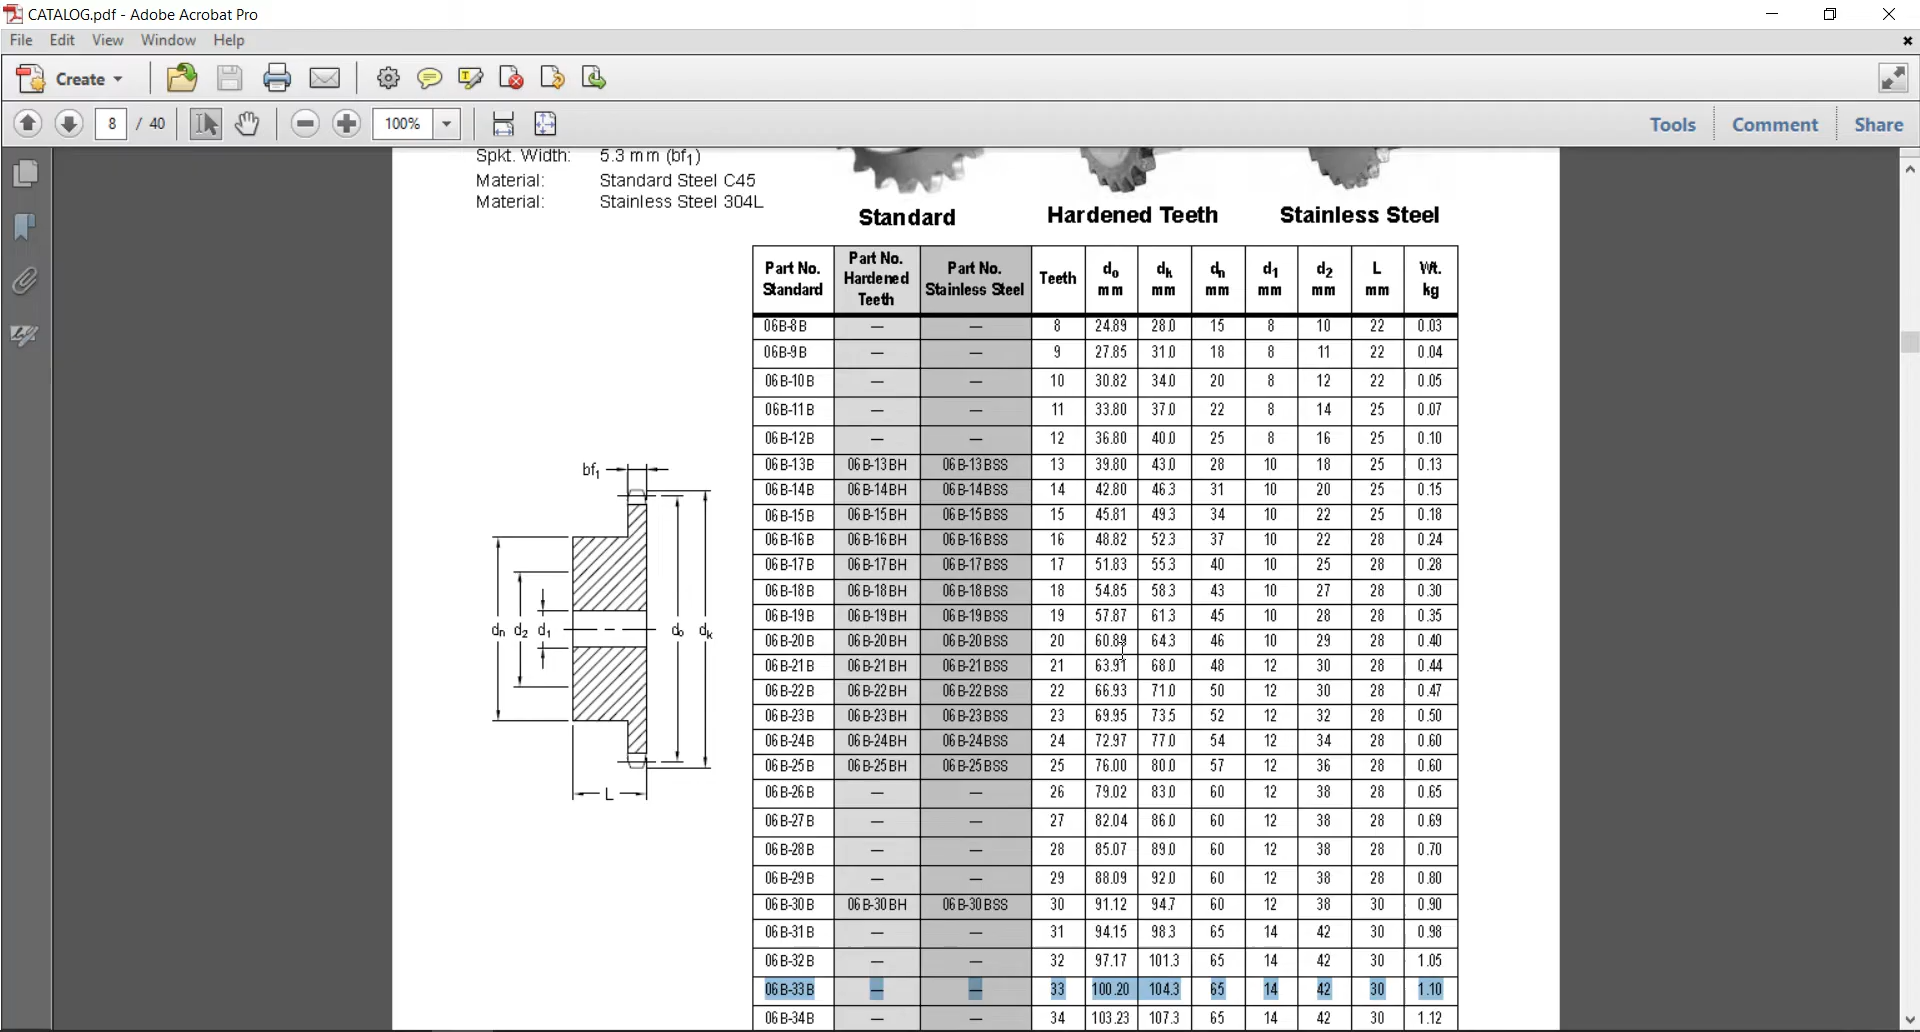 CATALOG.pdf - Adobe Acrobat Pro
File Edit View Window Help
Create
8 / 40 100% Tools Comment Share
Spkt. Width: 5.3 mm (bf1)
Material: Standard Steel C45
Material: Stainless Steel 304L
Standard Hardened Teeth Stainless Steel
Part No. Standard Part No. Hardened Teeth Part No. Stainless Steel Teeth do mm dk mm dn mm d1 mm d2 mm L mm Wt. kg
06B-8B — — 8 24.89 28.0 15 8 10 22 0.03
06B-9B — — 9 27.85 31.0 18 8 11 22 0.04
06B-10B — — 10 30.82 34.0 20 8 12 22 0.05
06B-11B — — 11 33.80 37.0 22 8 14 25 0.07
06B-12B — — 12 36.80 40.0 25 8 16 25 0.10
06B-13B 06B-13BH 06B-13BSS 13 39.80 43.0 28 10 18 25 0.13
06B-14B 06B-14BH 06B-14BSS 14 42.80 46.3 31 10 20 25 0.15
06B-15B 06B-15BH 06B-15BSS 15 45.81 49.3 34 10 22 25 0.18
06B-16B 06B-16BH 06B-16BSS 16 48.82 52.3 37 10 22 28 0.24
06B-17B 06B-17BH 06B-17BSS 17 51.83 55.3 40 10 25 28 0.28
06B-18B 06B-18BH 06B-18BSS 18 54.85 58.3 43 10 27 28 0.30
06B-19B 06B-19BH 06B-19BSS 19 57.87 61.3 45 10 28 28 0.35
06B-20B 06B-20BH 06B-20BSS 20 60.89 64.3 46 10 29 28 0.40
06B-21B 06B-21BH 06B-21BSS 21 63.91 68.0 48 12 30 28 0.44
06B-22B 06B-22BH 06B-22BSS 22 66.93 71.0 50 12 30 28 0.47
06B-23B 06B-23BH 06B-23BSS 23 69.95 73.5 52 12 32 28 0.50
06B-24B 06B-24BH 06B-24BSS 24 72.97 77.0 54 12 34 28 0.60
06B-25B 06B-25BH 06B-25BSS 25 76.00 80.0 57 12 36 28 0.60
06B-26B — — 26 79.02 83.0 60 12 38 28 0.65
06B-27B — — 27 82.04 86.0 60 12 38 28 0.69
06B-28B — — 28 85.07 89.0 60 12 38 28 0.70
06B-29B — — 29 88.09 92.0 60 12 38 28 0.80
06B-30B 06B-30BH 06B-30BSS 30 91.12 94.7 60 12 38 30 0.90
06B-31B — — 31 94.15 98.3 65 14 42 30 0.98
06B-32B — — 32 97.17 101.3 65 14 42 30 1.05
06B-33B — — 33 100.20 104.3 65 14 42 30 1.10
06B-34B — — 34 103.23 107.3 65 14 42 30 1.12
bf1
dn d2 d1 do dk
L